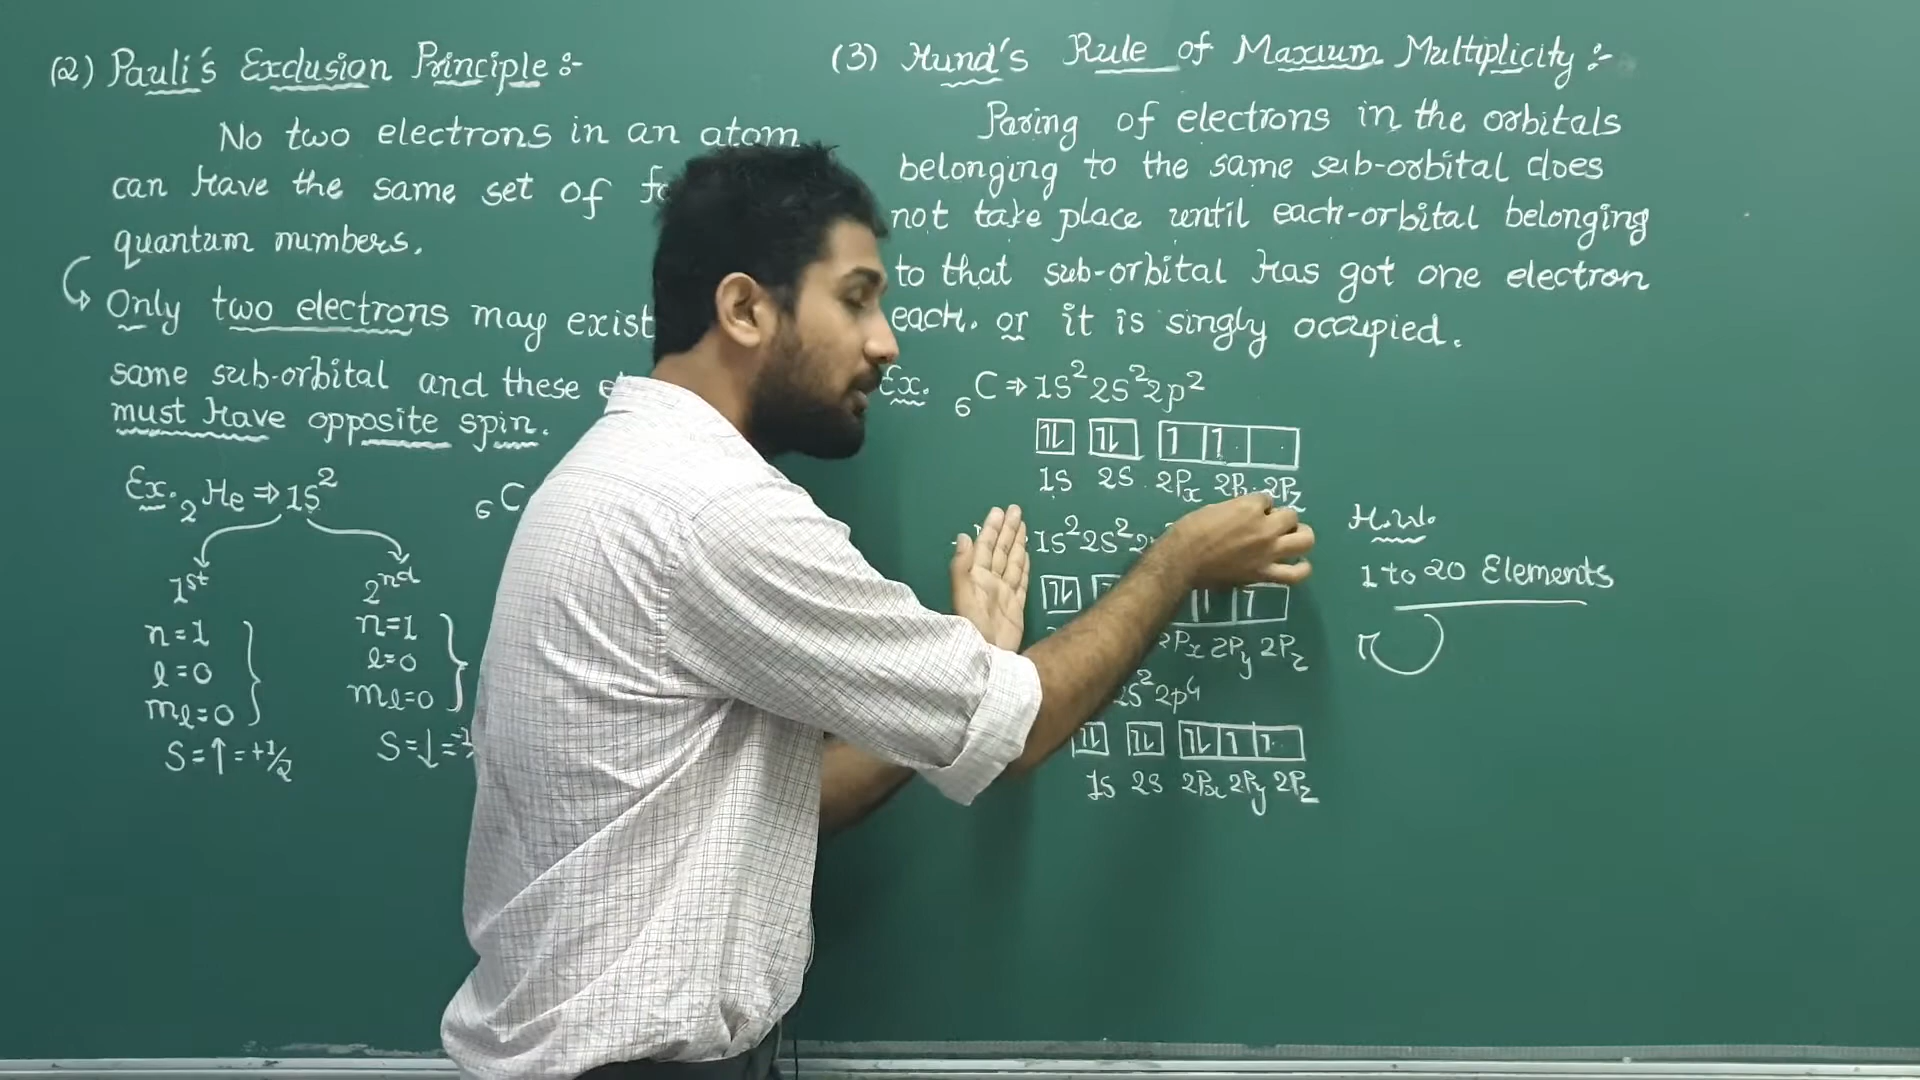 (2) Pauli's Exclusion Principle :-
No two electrons in an atom
can have the same set of
quantum numbers.
Only two electrons may exist
same sub-orbital and these
must have opposite spin.
Ex. ₂He ⇒ 1s²
1st 2nd
n=1 n=1
l=0 l=0
ml=0 ml=0
S=↑=+1/2 S=↓=-1
₆C
(3) Hund's Rule of Maxium Multiplicity :-
Paring of electrons in the orbitals
belonging to the same sub-orbital does
not take place until each-orbital belonging
to that sub-orbital has got one electron
each. or it is singly occupied.
Ex. ₆C ⇒ 1s² 2s² 2p²
1L 1L 1 1
1s 2s 2Px 2Py 2Pz
1s² 2s² 2
1L 1 1
2Px 2Py 2Pz
2s² 2p⁴
1L 1L 1L 1 1
1s 2s 2Px 2Py 2Pz
H.W.
1 to 20 Elements